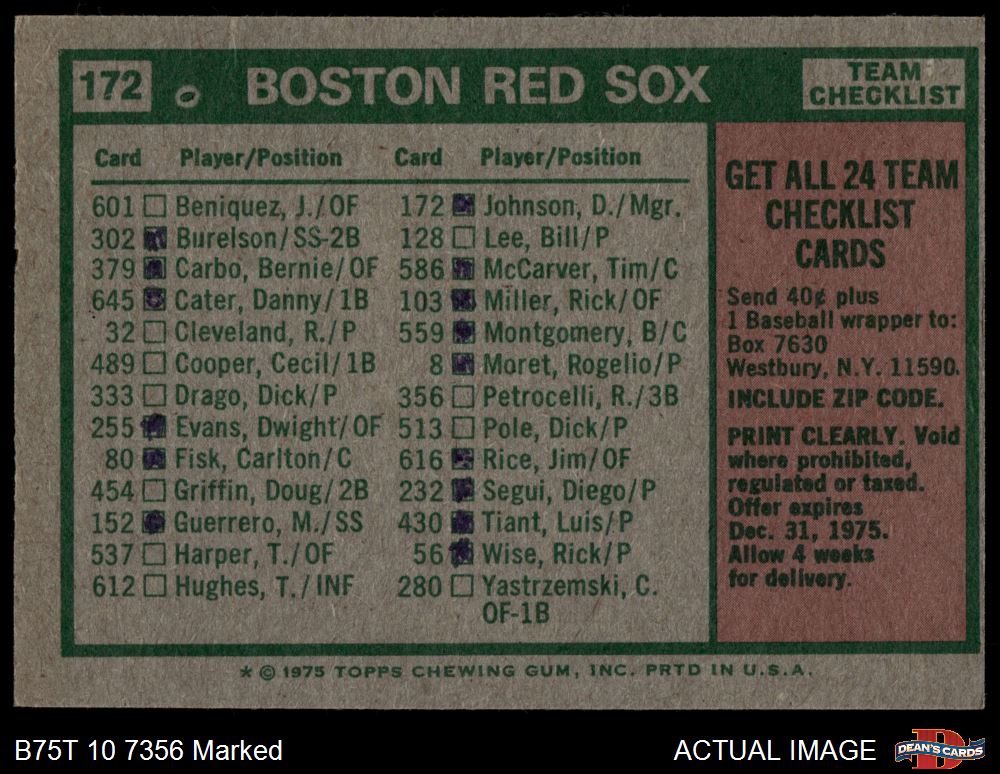 172 BOSTON RED SOX TEAM CHECKLIST
Card Player/Position Card Player/Position
601 Beniquez, J./OF 172 Johnson, D./Mgr.
302 Burelson/SS-2B 128 Lee, Bill/P
379 Carbo, Bernie/OF 586 McCarver, Tim/C
645 Cater, Danny/1B 103 Miller, Rick/OF
32 Cleveland, R./P 559 Montgomery, B/C
489 Cooper, Cecil/1B 8 Moret, Rogelio/P
333 Drago, Dick/P 356 Petrocelli, R./3B
255 Evans, Dwight/OF 513 Pole, Dick/P
80 Fisk, Carlton/C 616 Rice, Jim/OF
454 Griffin, Doug/2B 232 Segui, Diego/P
152 Guerrero, M./SS 430 Tiant, Luis/P
537 Harper, T./OF 56 Wise, Rick/P
612 Hughes, T./INF 280 Yastrzemski, C.
OF-1B
GET ALL 24 TEAM
CHECKLIST
CARDS
Send 40¢ plus
1 Baseball wrapper to:
Box 7630
Westbury, N.Y. 11590.
INCLUDE ZIP CODE.
PRINT CLEARLY. Void
where prohibited,
regulated or taxed.
Offer expires
Dec. 31, 1975.
Allow 4 weeks
for delivery.
* © 1975 TOPPS CHEWING GUM, INC. PRTD IN U.S.A.
B75T 10 7356 Marked
ACTUAL IMAGE
DEAN'S CARDS